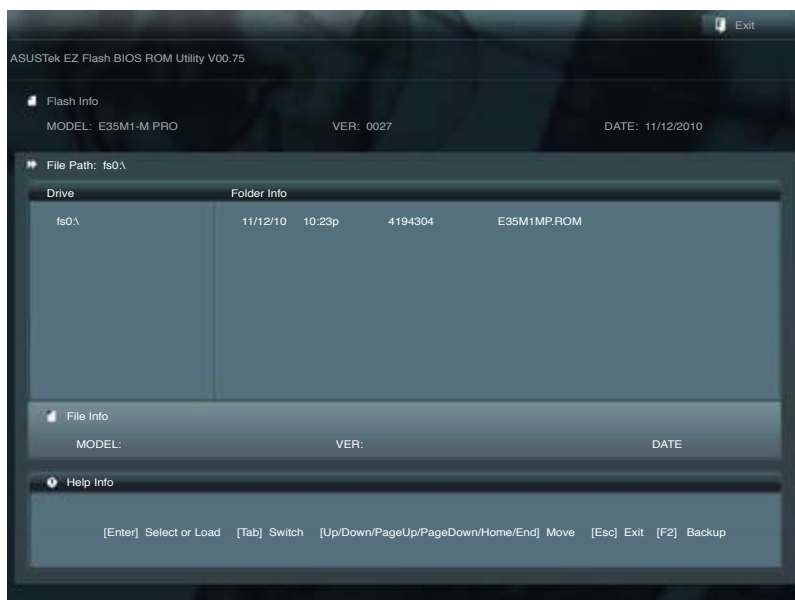 Exit
ASUSTek EZ Flash BIOS ROM Utility V00.75
Flash Info
MODEL: E35M1-M PRO VER: 0027 DATE: 11/12/2010
File Path: fs0:\
Drive Folder Info
fs0:\ 11/12/10 10:23p 4194304 E35M1MP.ROM
File Info
MODEL: VER: DATE
Help Info
[Enter] Select or Load [Tab] Switch [Up/Down/PageUp/PageDown/Home/End] Move [Esc] Exit [F2] Backup